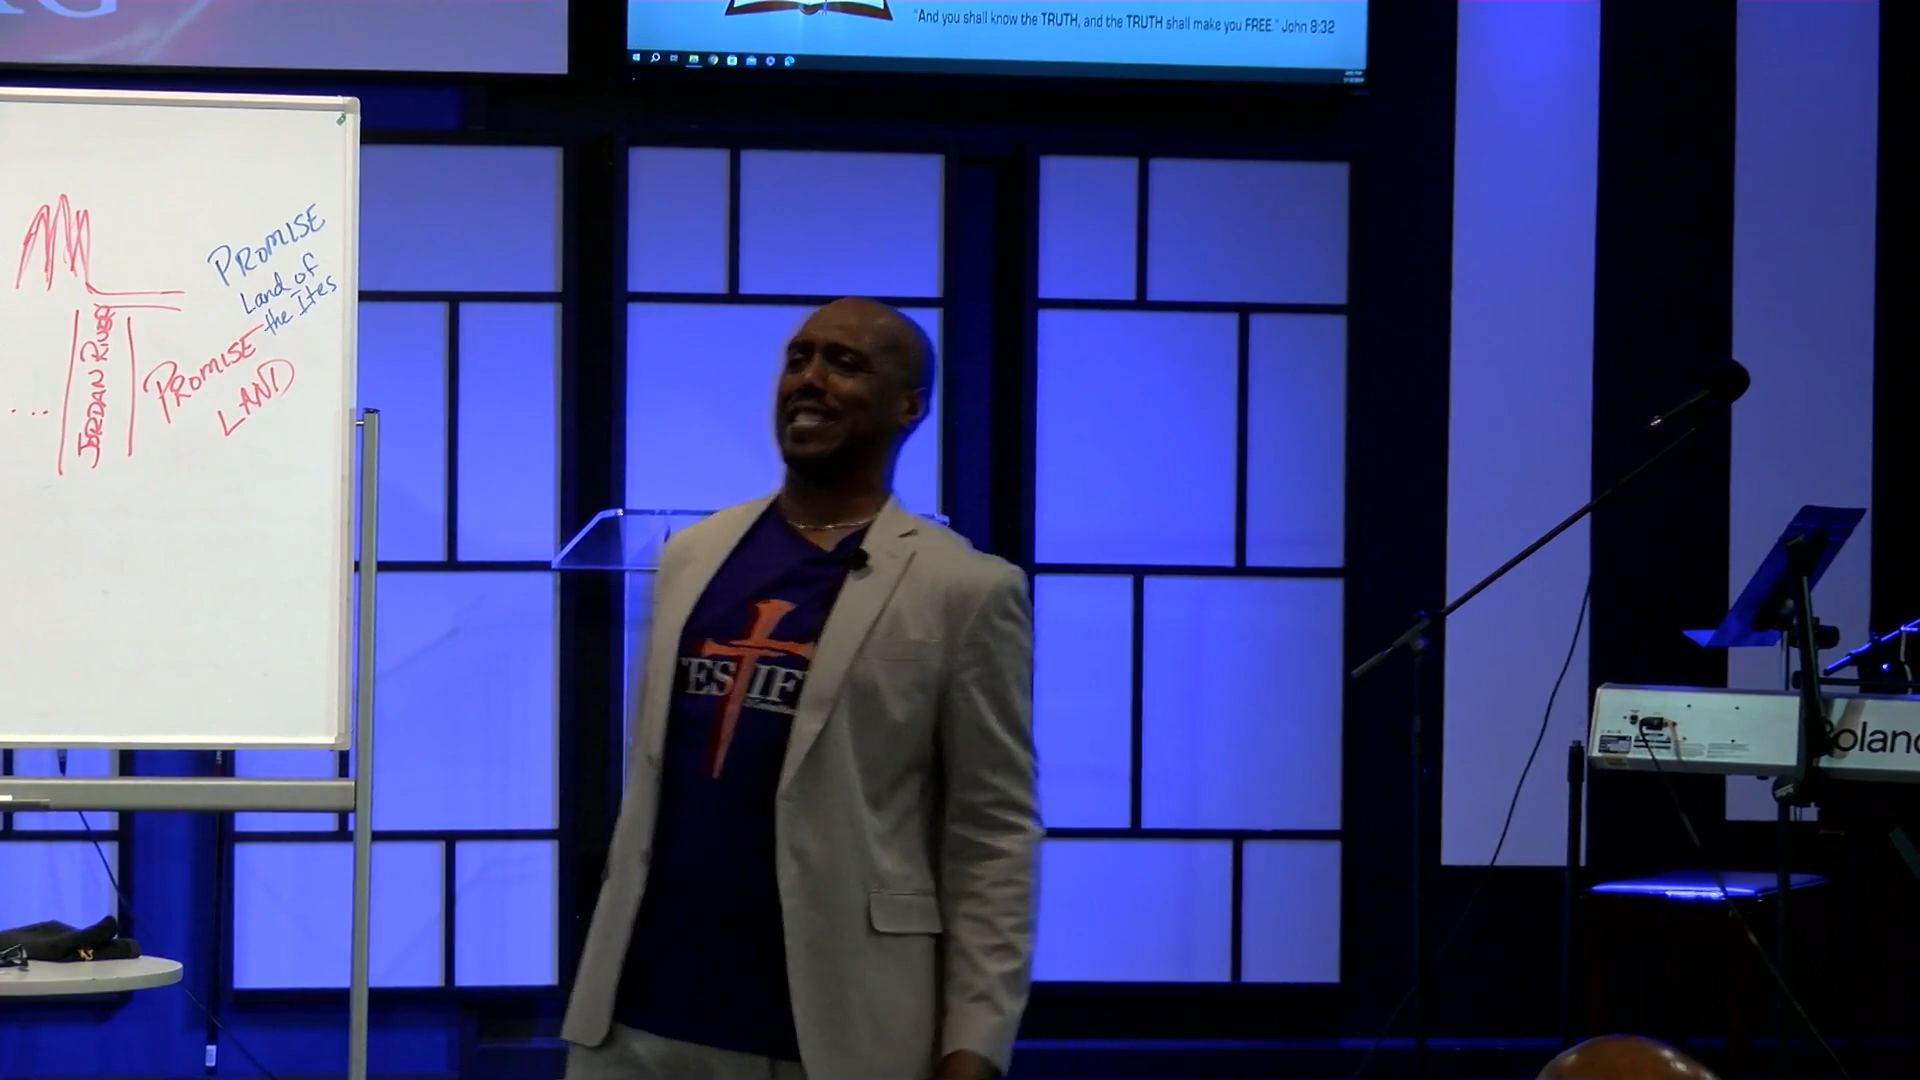 "And you shall know the TRUTH, and the TRUTH shall make you FREE." John 8:32
PROMISE
Land of
the Ites
JORDAN RIVER
PROMISE
LAND
...
ESTIF
Roland